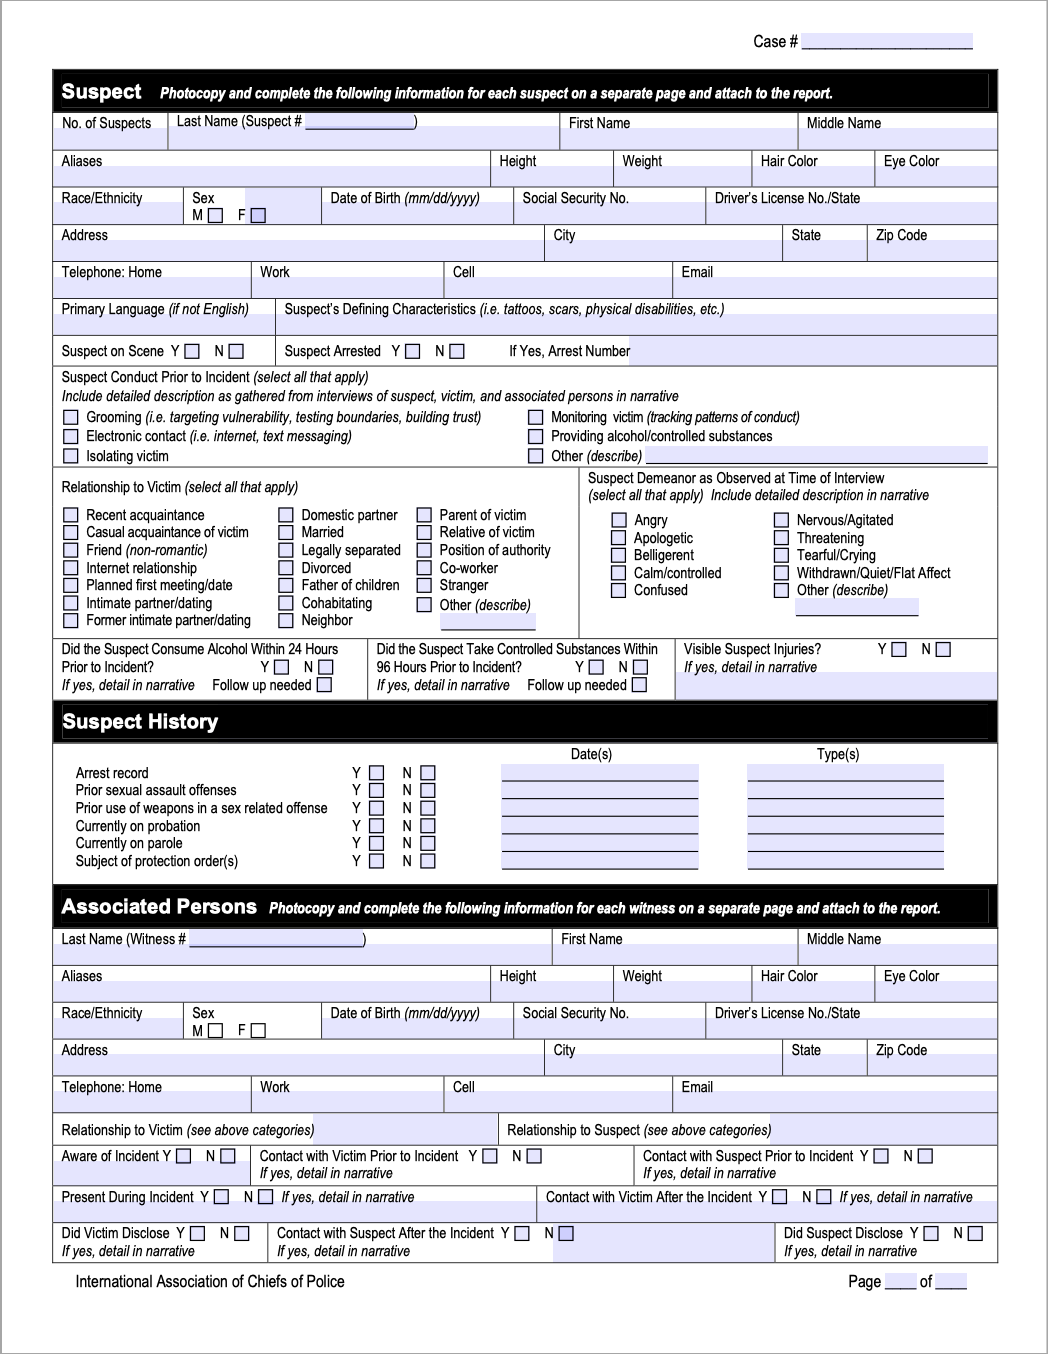 Case #
Suspect Photocopy and complete the following information for each suspect on a separate page and attach to the report.
No. of Suspects Last Name (Suspect # ) First Name Middle Name
Aliases Height Weight Hair Color Eye Color
Race/Ethnicity Sex Date of Birth (mm/dd/yyyy) Social Security No. Driver's License No./State
M F
Address City State Zip Code
Telephone: Home Work Cell Email
Primary Language (if not English) Suspect's Defining Characteristics (i.e. tattoos, scars, physical disabilities, etc.)
Suspect on Scene Y N Suspect Arrested Y N If Yes, Arrest Number
Suspect Conduct Prior to Incident (select all that apply)
Include detailed description as gathered from interviews of suspect, victim, and associated persons in narrative
Grooming (i.e. targeting vulnerability, testing boundaries, building trust) Monitoring victim (tracking patterns of conduct)
Electronic contact (i.e. internet, text messaging) Providing alcohol/controlled substances
Isolating victim Other (describe)
Relationship to Victim (select all that apply)
Recent acquaintance Domestic partner Parent of victim
Casual acquaintance of victim Married Relative of victim
Friend (non-romantic) Legally separated Position of authority
Internet relationship Divorced Co-worker
Planned first meeting/date Father of children Stranger
Intimate partner/dating Cohabitating Other (describe)
Former intimate partner/dating Neighbor
Suspect Demeanor as Observed at Time of Interview
(select all that apply) Include detailed description in narrative
Angry Nervous/Agitated
Apologetic Threatening
Belligerent Tearful/Crying
Calm/controlled Withdrawn/Quiet/Flat Affect
Confused Other (describe)
Did the Suspect Consume Alcohol Within 24 Hours
Prior to Incident? Y N
If yes, detail in narrative Follow up needed
Did the Suspect Take Controlled Substances Within
96 Hours Prior to Incident? Y N
If yes, detail in narrative Follow up needed
Visible Suspect Injuries? Y N
If yes, detail in narrative
Suspect History
Date(s) Type(s)
Arrest record Y N
Prior sexual assault offenses Y N
Prior use of weapons in a sex related offense Y N
Currently on probation Y N
Currently on parole Y N
Subject of protection order(s) Y N
Associated Persons Photocopy and complete the following information for each witness on a separate page and attach to the report.
Last Name (Witness # ) First Name Middle Name
Aliases Height Weight Hair Color Eye Color
Race/Ethnicity Sex Date of Birth (mm/dd/yyyy) Social Security No. Driver's License No./State
M F
Address City State Zip Code
Telephone: Home Work Cell Email
Relationship to Victim (see above categories) Relationship to Suspect (see above categories)
Aware of Incident Y N Contact with Victim Prior to Incident Y N Contact with Suspect Prior to Incident Y N
If yes, detail in narrative If yes, detail in narrative
Present During Incident Y N If yes, detail in narrative Contact with Victim After the Incident Y N If yes, detail in narrative
Did Victim Disclose Y N Contact with Suspect After the Incident Y N Did Suspect Disclose Y N
If yes, detail in narrative If yes, detail in narrative If yes, detail in narrative
International Association of Chiefs of Police Page of